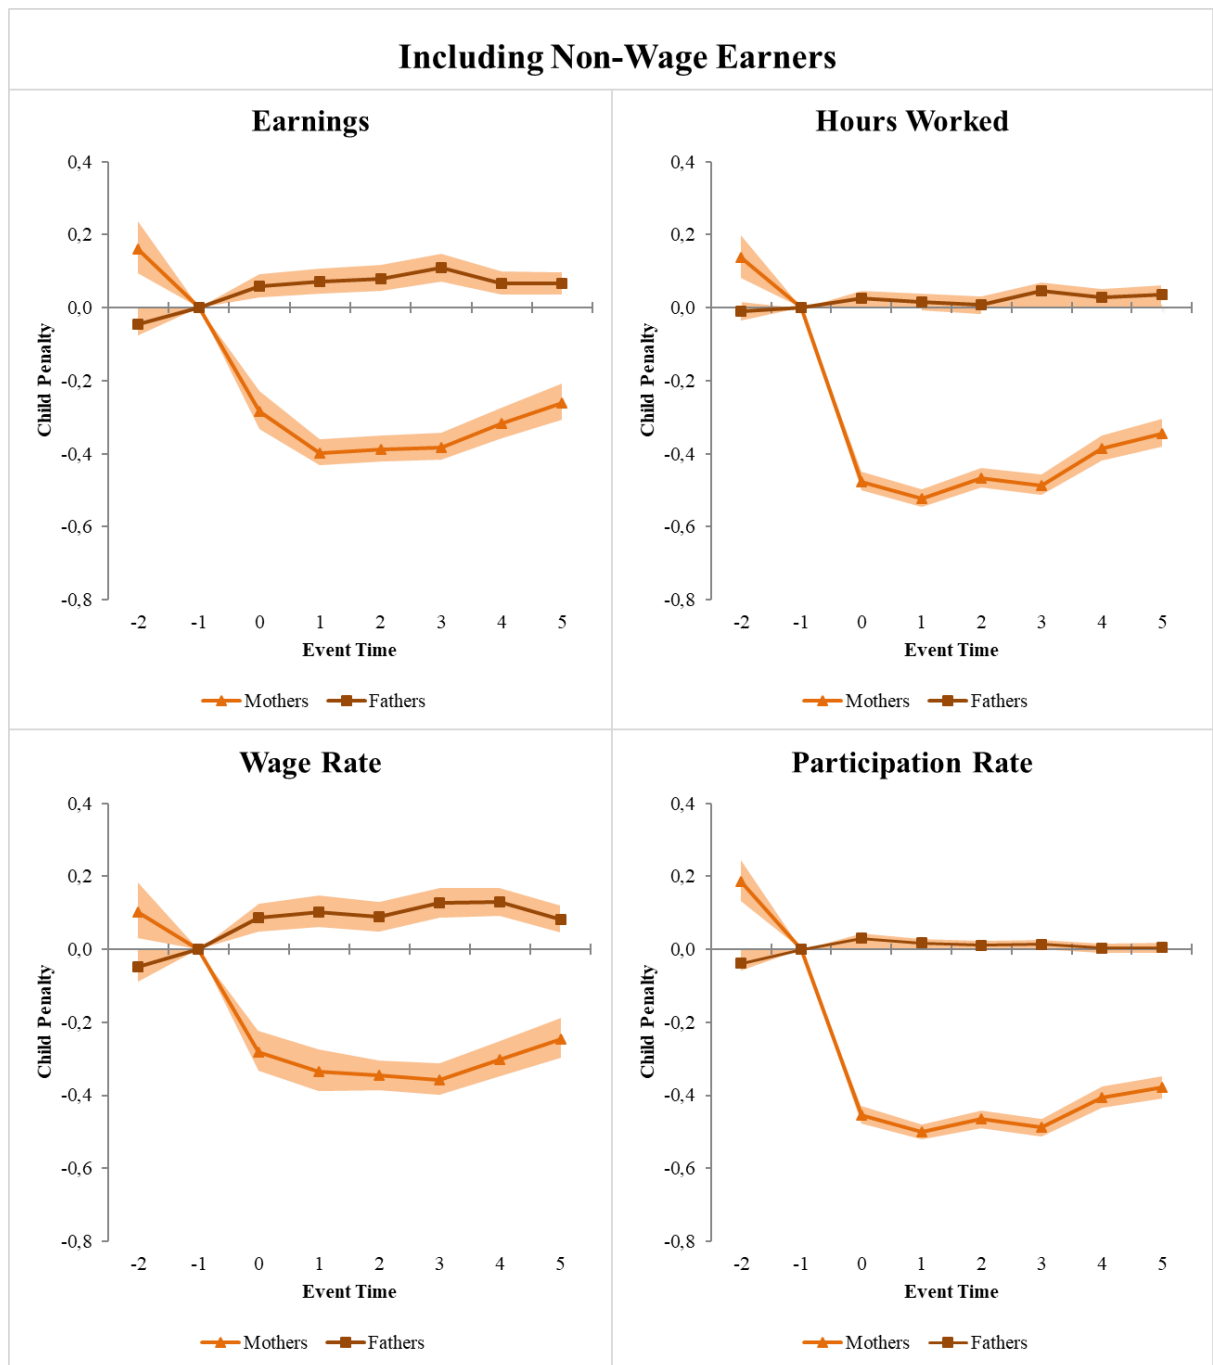 Including Non-Wage Earners
Earnings
0,4
0,2
0,0
-0,2
-0,4
-0,6
-0,8
Child Penalty
-2 -1 0 1 2 3 4 5
Event Time
Mothers Fathers
Hours Worked
0,4
0,2
0,0
-0,2
-0,4
-0,6
-0,8
Child Penalty
-2 -1 0 1 2 3 4 5
Event Time
Mothers Fathers
Wage Rate
0,4
0,2
0,0
-0,2
-0,4
-0,6
-0,8
Child Penalty
-2 -1 0 1 2 3 4 5
Event Time
Mothers Fathers
Participation Rate
0,4
0,2
0,0
-0,2
-0,4
-0,6
-0,8
Child Penalty
-2 -1 0 1 2 3 4 5
Event Time
Mothers Fathers